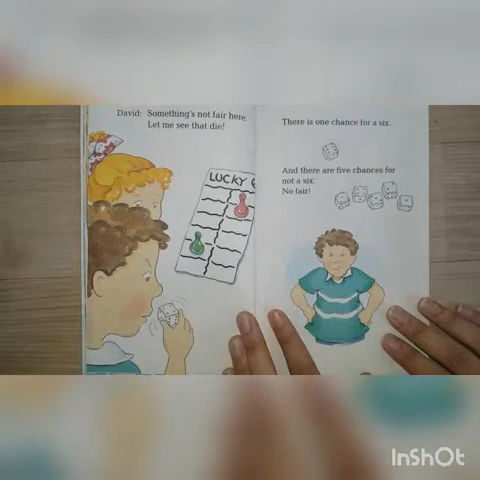 David: Something's not fair here.
Let me see that die!
LUCKY
There is one chance for a six.
And there are five chances for
not a six.
No fair!
InShOt